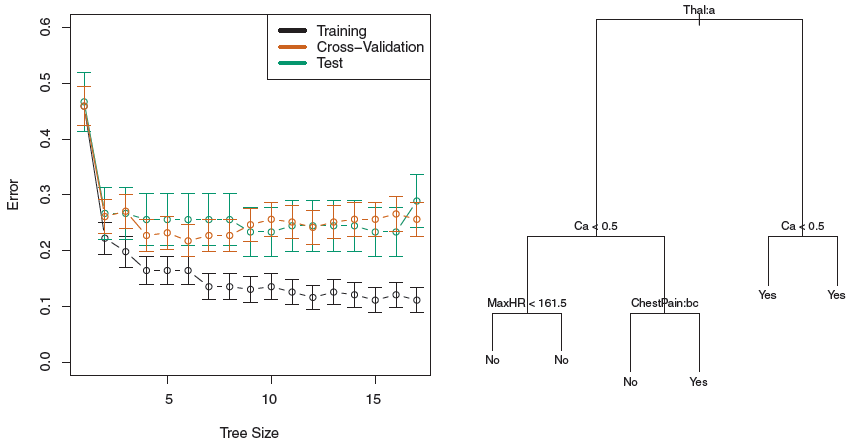 Training
Cross−Validation
Test
0.6
0.5
0.4
0.3
0.2
0.1
0.0
Error
5
10
15
Tree Size
Thal:a
Ca < 0.5
Ca < 0.5
MaxHR < 161.5
ChestPain:bc
Yes
Yes
No
No
No
Yes